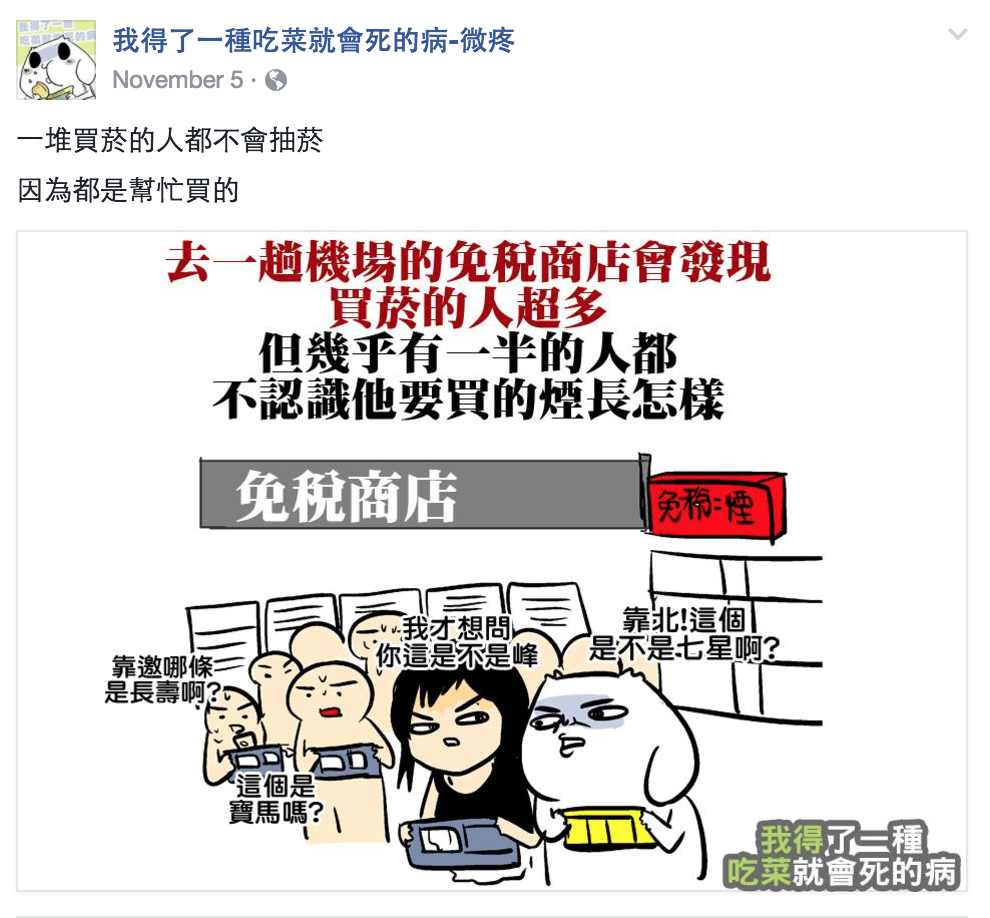 我得了一種吃菜就會死的病-微疼
November 5 ·
一堆買菸的人都不會抽菸
因為都是幫忙買的
去一趟機場的免稅商店會發現
買菸的人超多
但幾乎有一半的人都
不認識他要買的煙長怎樣
免稅商店
免稅=煙
靠北!這個
是不是七星啊?
我才想問
你這是不是峰
靠邀哪條
是長壽啊?
這個是
寶馬嗎?
我得了一種
吃菜就會死的病